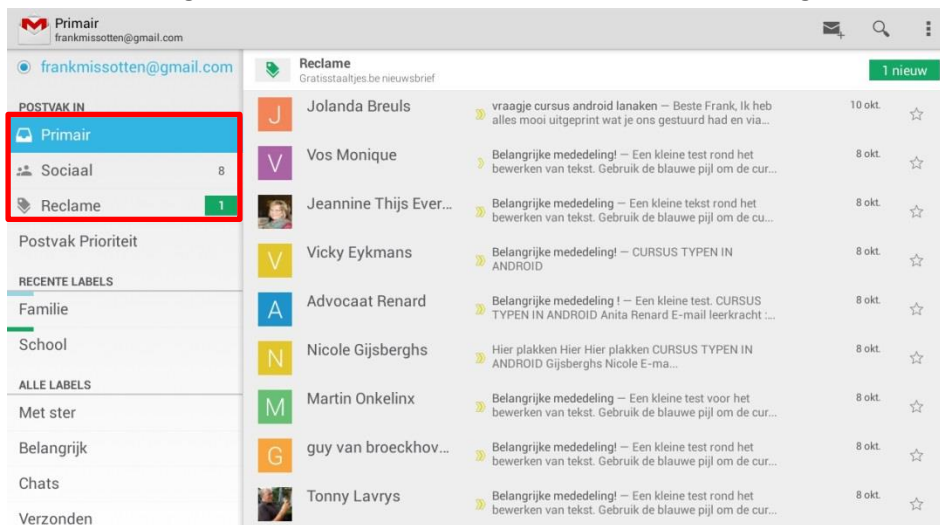 Primair
frankmissotten@gmail.com
frankmissotten@gmail.com
POSTVAK IN
Primair
Sociaal 8
Reclame 1
Postvak Prioriteit
RECENTE LABELS
Familie
School
ALLE LABELS
Met ster
Belangrijk
Chats
Verzonden
Reclame
Gratisstaaltjes.be nieuwsbrief
1 nieuw
J Jolanda Breuls vraagje cursus android lanaken — Beste Frank, Ik heb 10 okt.
alles mooi uitgeprint wat je ons gestuurd had en via...
V Vos Monique Belangrijke mededeling! — Een kleine test rond het 8 okt.
bewerken van tekst. Gebruik de blauwe pijl om de cur...
Jeannine Thijs Ever... Belangrijke mededeling — Een kleine tekst rond het 8 okt.
bewerken van tekst. Gebruik de blauwe pijl om de cu...
V Vicky Eykmans Belangrijke mededeling! — CURSUS TYPEN IN 8 okt.
ANDROID
A Advocaat Renard Belangrijke mededeling ! — Een kleine test. CURSUS 8 okt.
TYPEN IN ANDROID Anita Renard E-mail leerkracht :...
N Nicole Gijsberghs Hier plakken Hier Hier plakken CURSUS TYPEN IN 8 okt.
ANDROID Gijsberghs Nicole E-ma...
M Martin Onkelinx Belangrijke mededeling — Een kleine test voor het 8 okt.
bewerken van tekst. Gebruik de blauwe pijl om de cur...
G guy van broeckhov... Belangrijke mededeling! — Een kleine test rond het 8 okt.
bewerken van tekst. Gebruik de blauwe pijl om de cur...
Tonny Lavrys Belangrijke mededeling! — Een kleine test rond het 8 okt.
bewerken van tekst. Gebruik de blauwe pijl om de cur...